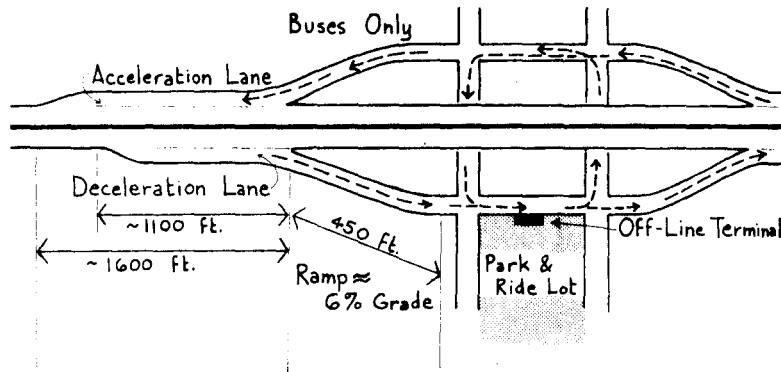 Buses Only
Acceleration Lane
Deceleration Lane
~1100 ft.
~1600 ft.
450 ft.
Ramp ≈
6% Grade
Off-Line Terminal
Park &
Ride Lot